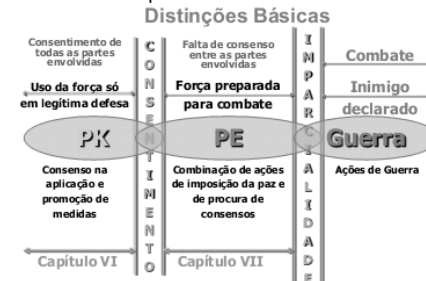 Distinções Básicas
Consentimento de
todas as partes
envolvidas
Uso da força só
em legítima defesa
PK
Consenso na
aplicação e
promoção de
medidas
Capítulo VI
CONSENTIMENTO
Falta de consenso
entre as partes
envolvidas
Força preparada
para combate
PE
Combinação de ações
de imposição da paz e
de procura de
consensos
Capítulo VII
IMPARCIALIDADE
Combate
Inimigo
declarado
Guerra
Ações de Guerra